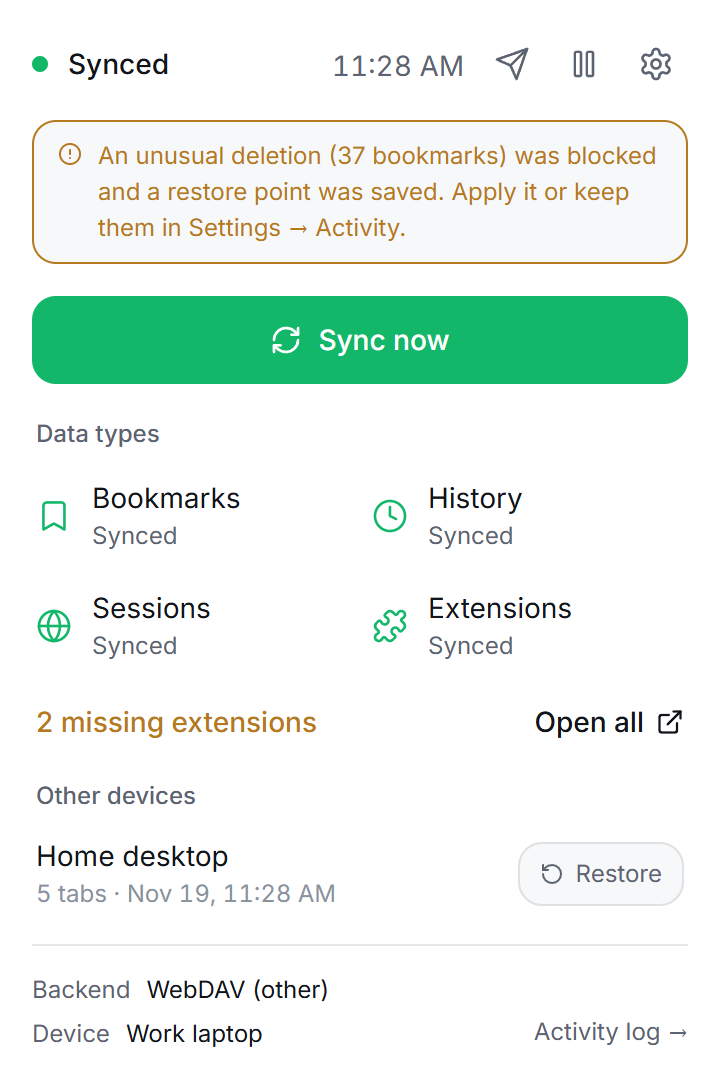 Synced 11:28 AM
An unusual deletion (37 bookmarks) was blocked
and a restore point was saved. Apply it or keep
them in Settings → Activity.
Sync now
Data types
Bookmarks
Synced
History
Synced
Sessions
Synced
Extensions
Synced
2 missing extensions Open all
Other devices
Home desktop
5 tabs · Nov 19, 11:28 AM
Restore
Backend WebDAV (other)
Device Work laptop
Activity log →